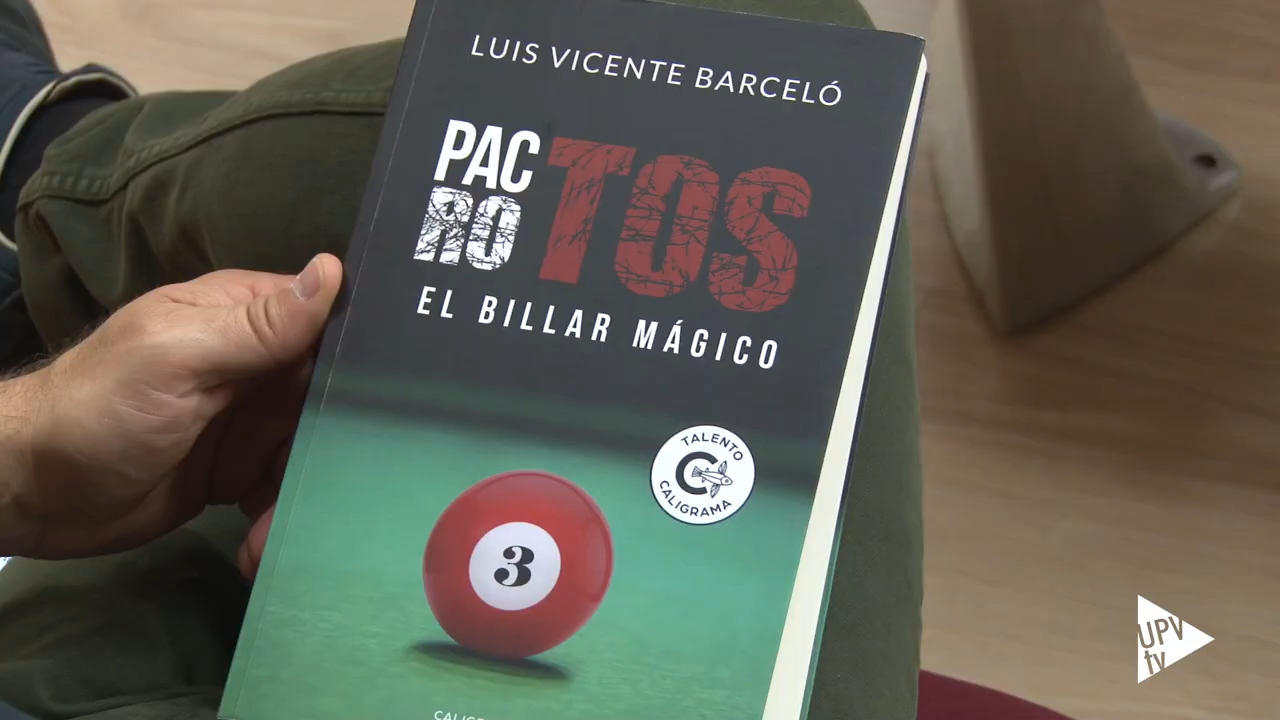 LUIS VICENTE BARCELÓ
PAC
RO
TOS
EL BILLAR MÁGICO
TALENTO
C
CALIGRAMA
3
UPV
tv